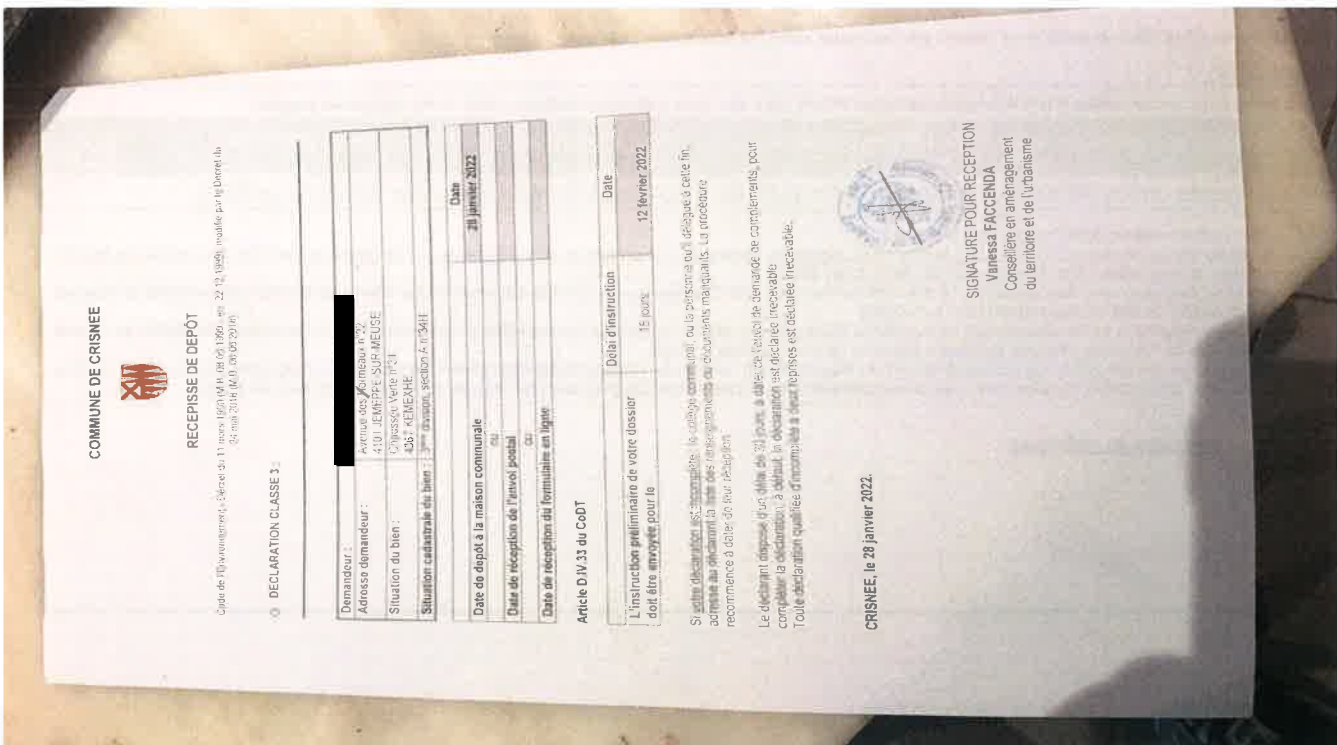 COMMUNE DE CRISNEE
RECEPISSE DE DEPÔT
Code de l'Environnement, Décret du 11 mars 1999 (M.B. 08.06.1999 - 22.12.1999), modifié par le Décret du
24 mai 2018 (M.B.
DECLARATION CLASSE 3 :
Demandeur :
Adresse demandeur : Avenue des Hormeaux n°22
4101 JEMEPPE-SUR-MEUSE
Situation du bien : Chaussée Verte
4367 KEMEXHE
Situation cadastrale du bien : 3ème division, section A n°34H
Date
Date de dépôt à la maison communale 28 janvier 2022
ou
Date de réception de l'envoi postal
ou
Date de réception du formulaire en ligne
Article D.IV.33 du CoDT
Délai d'instruction Date
L'instruction préliminaire de votre dossier
doit être envoyée pour le 15 jours 12 février 2022
Si votre déclaration est incomplète : le collège communal, ou la personne qu'il délègue à cette fin,
adresse au déclarant la liste des renseignements ou documents manquants. La procédure
recommence à dater de leur réception.
Le déclarant dispose d'un délai de 30 jours, à dater de l'envoi de demande de compléments, pour
compléter la déclaration, à défaut, la déclaration est déclarée irrecevable.
Toute déclaration qualifiée d'incomplète à deux reprises est déclarée irrecevable.
CRISNEE, le 28 janvier 2022.
SIGNATURE POUR RECEPTION
Vanessa FACCENDA
Conseillère en aménagement
du territoire et de l'urbanisme